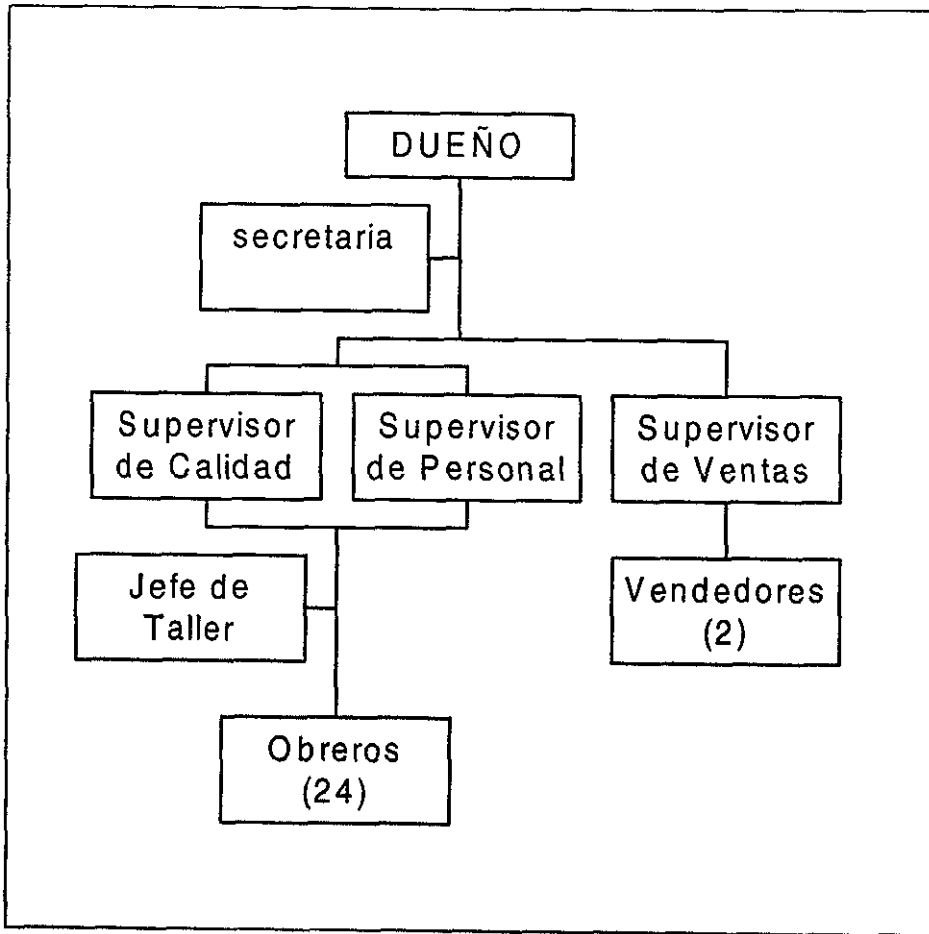 DUEÑO
secretaria
Supervisor
de Calidad
Supervisor
de Personal
Supervisor
de Ventas
Jefe de
Taller
Vendedores
(2)
Obreros
(24)